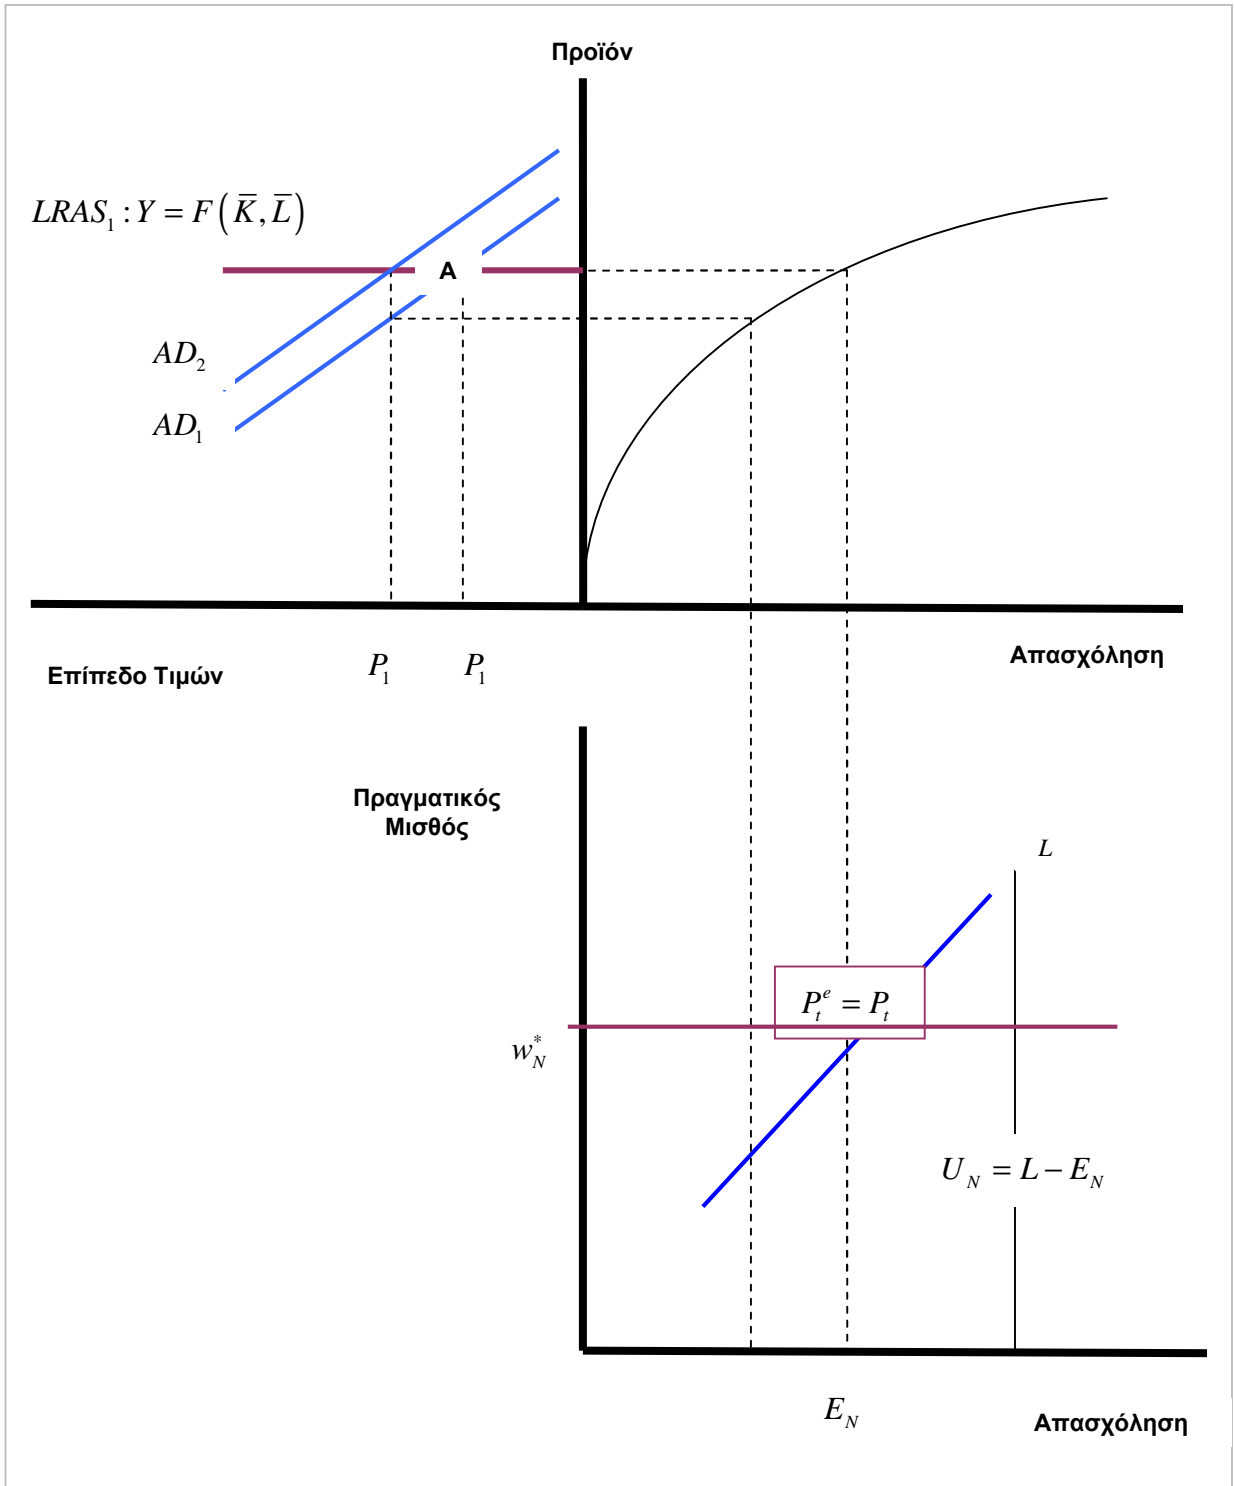 Προϊόν
LRAS₁ : Y = F(K̅, L̅)
A
AD₂
AD₁
Επίπεδο Τιμών
P₁
P₁
Απασχόληση
Πραγματικός
Μισθός
L
Pₜᵉ = Pₜ
w*_N
U_N = L − E_N
E_N
Απασχόληση